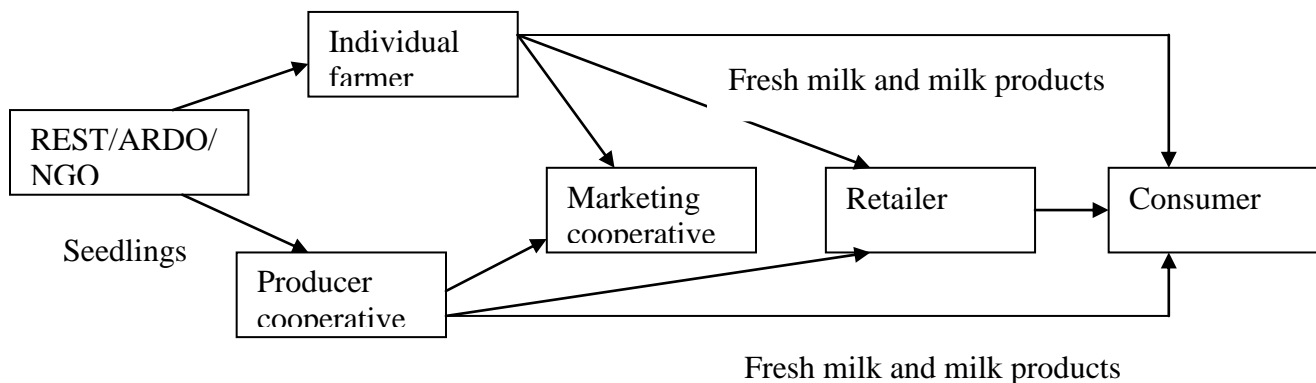 Individual
farmer
Fresh milk and milk products
REST/ARDO/
NGO
Marketing
cooperative
Retailer
Consumer
Seedlings
Producer
cooperative
Fresh milk and milk products